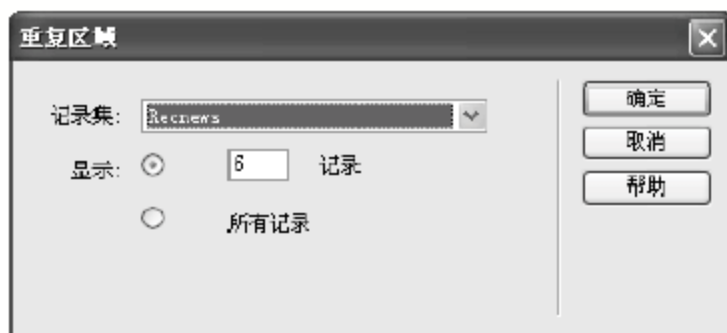 重复区域
记录集: Recnews
显示: 6 记录
所有记录
确定
取消
帮助